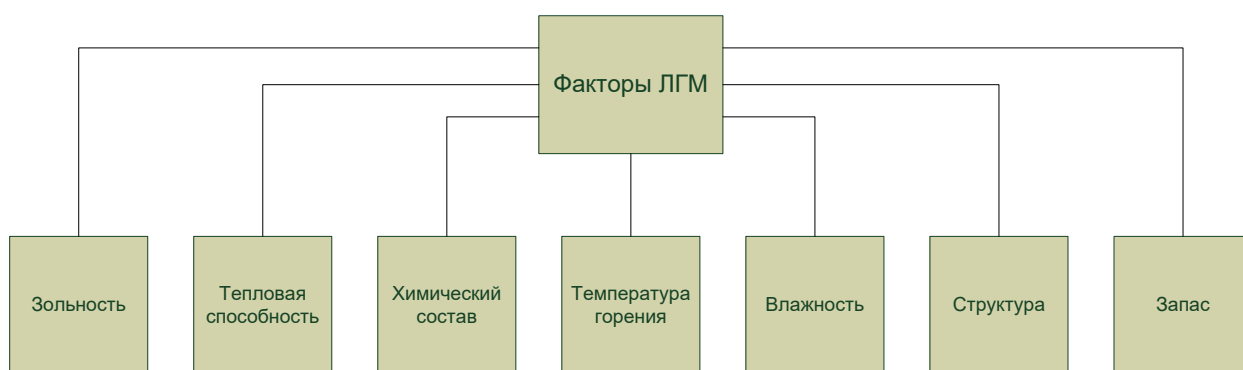 Факторы ЛГМ
Зольность
Тепловая
способность
Химический
состав
Температура
горения
Влажность
Структура
Запас